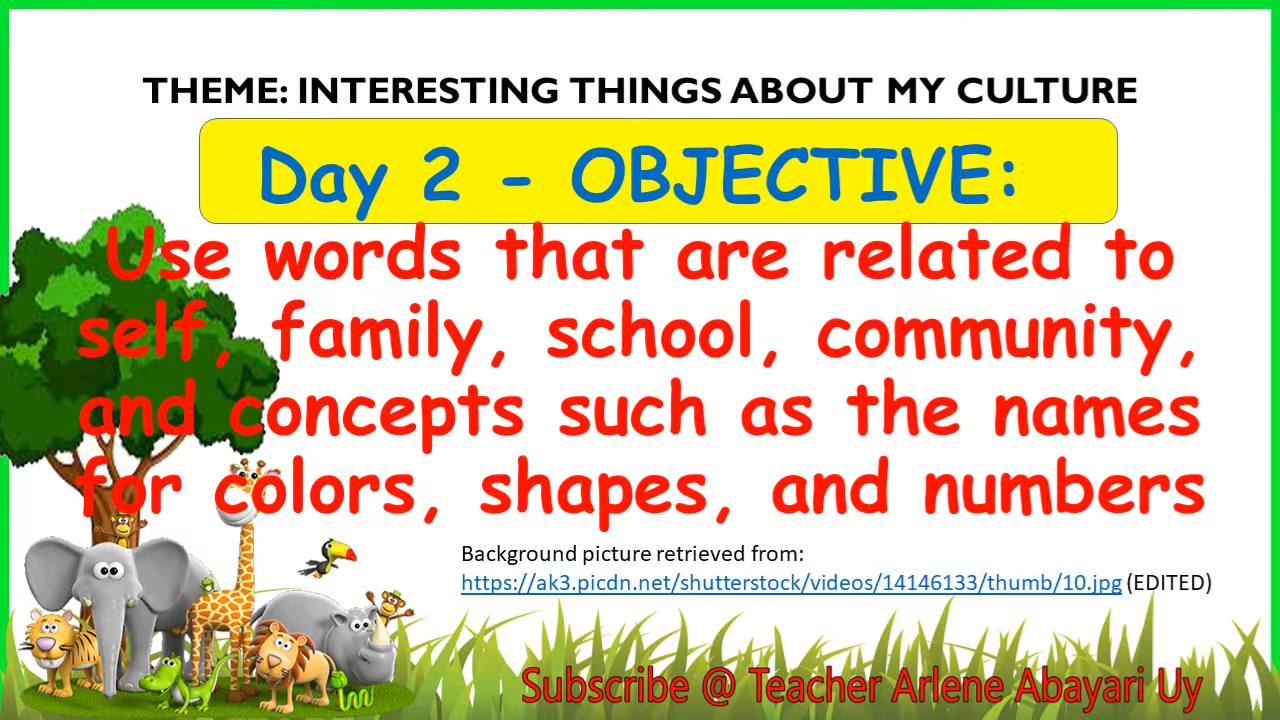 THEME: INTERESTING THINGS ABOUT MY CULTURE
Day 2 - OBJECTIVE:
Use words that are related to
self, family, school, community,
and concepts such as the names
for colors, shapes, and numbers
Background picture retrieved from:
https://ak3.picdn.net/shutterstock/videos/14146133/thumb/10.jpg (EDITED)
Subscribe @ Teacher Arlene Abayari Uy